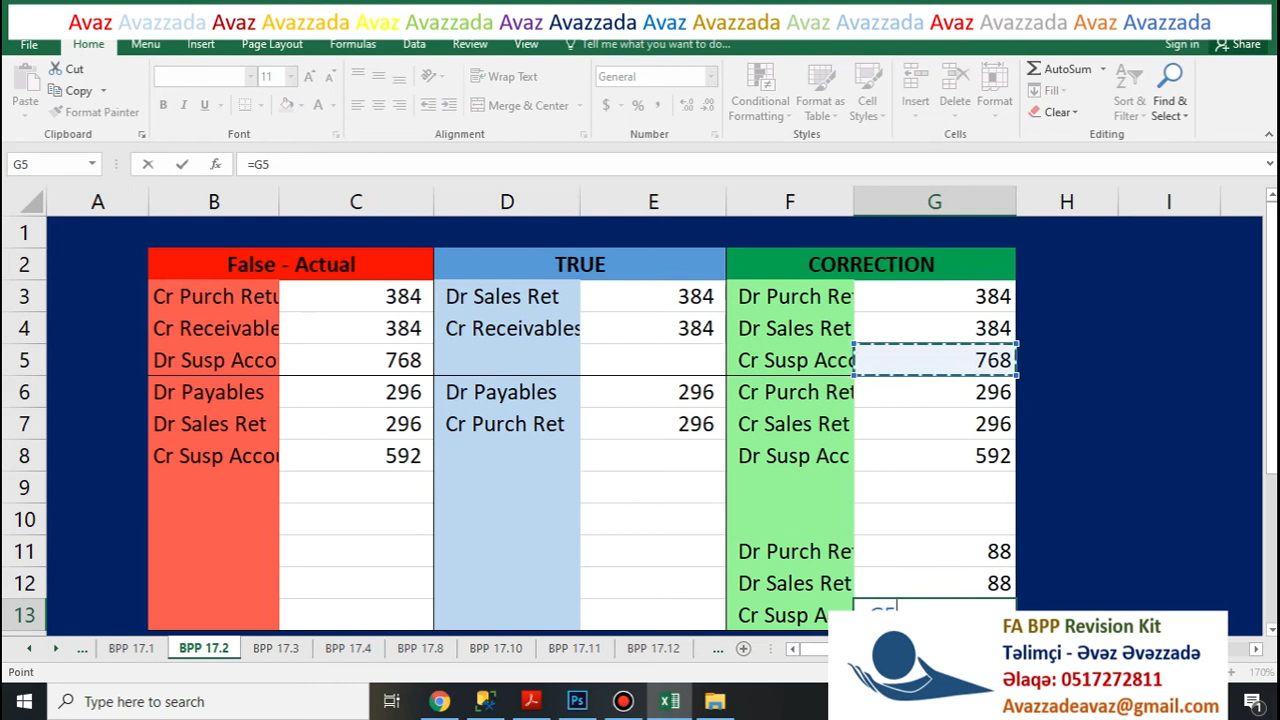 Avaz Avazzada Avaz Avazzada Avaz Avazzada Avaz Avazzada Avaz Avazzada Avaz Avazzada Avaz Avazzada Avaz Avazzada
File Home Menu Insert Page Layout Formulas Data Review View Tell me what you want to do... Sign in Share
Cut
Copy
Format Painter
Paste
11
Wrap Text
Merge & Center
General
$ % ,
Conditional Formatting
Format as Table
Cell Styles
Insert Delete Format
AutoSum
Fill
Clear
Sort & Filter
Find & Select
Clipboard Font Alignment Number Styles Cells Editing
G5 fx =G5
A B C D E F G H I
1
2 False - Actual TRUE CORRECTION
3 Cr Purch Retu 384 Dr Sales Ret 384 Dr Purch Re 384
4 Cr Receivable 384 Cr Receivables 384 Dr Sales Ret 384
5 Dr Susp Acco 768 Cr Susp Acc 768
6 Dr Payables 296 Dr Payables 296 Cr Purch Ret 296
7 Dr Sales Ret 296 Cr Purch Ret 296 Cr Sales Ret 296
8 Cr Susp Accou 592 Dr Susp Acc 592
9
10
11 Dr Purch Re 88
12 Dr Sales Ret 88
13 Cr Susp A
... BPP 17.1 BPP 17.2 BPP 17.3 BPP 17.4 BPP 17.8 BPP 17.10 BPP 17.11 BPP 17.12 ...
Point 170%
FA BPP Revision Kit
Təlimçi - Əvəz Əvəzzadə
Əlaqə: 0517272811
Avazzadeavaz@gmail.com
Type here to search